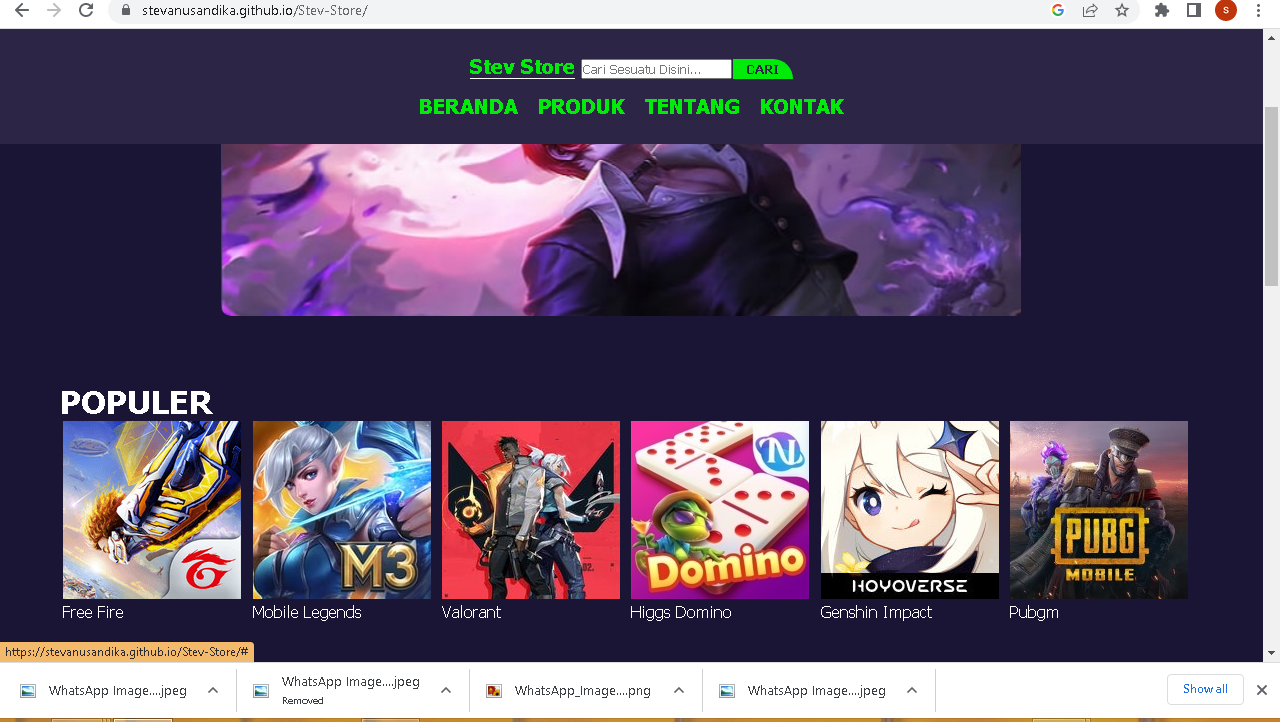 stevanusandika.github.io/Stev-Store/
S
Stev Store
Cari Sesuatu Disini...
CARI
BERANDA PRODUK TENTANG KONTAK
POPULER
M3
Domino
HOYOVERSE
PUBG
MOBILE
Free Fire
Mobile Legends
Valorant
Higgs Domino
Genshin Impact
Pubgm
https://stevanusandika.github.io/Stev-Store/#
WhatsApp Image....jpeg
WhatsApp Image....jpeg
Removed
WhatsApp_Image....png
WhatsApp Image....jpeg
Show all